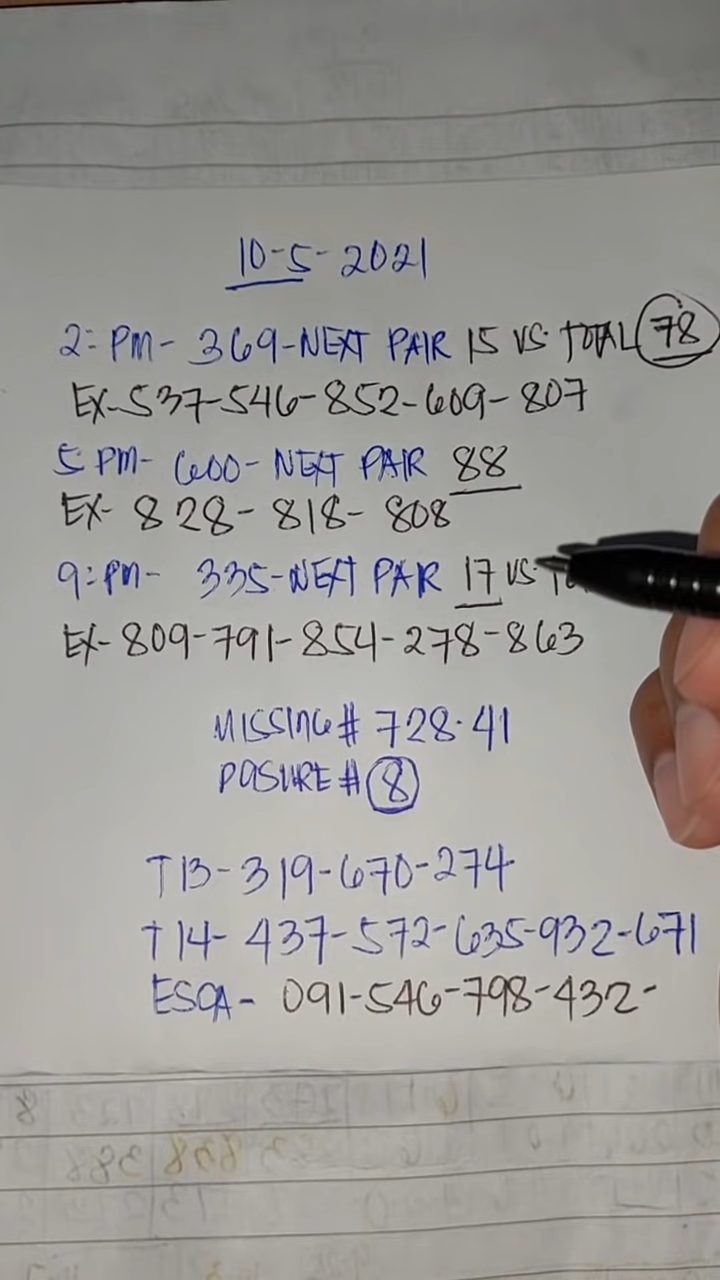 10-5-2021
2:PM- 369-NEXT PAIR 15 VS TOTAL 78
EX-537-546-852-609-807
5 PM- 600- NEXT PAIR 88
EX- 828- 818- 808
9:PM- 335-NEXT PAIR 17 VS
EX-809-791-854-278-863
MISSING# 728.41
PASURE # 8
T13-319-670-274
T14- 437-572-635-932-671
ESCA- 091-546-798-432-